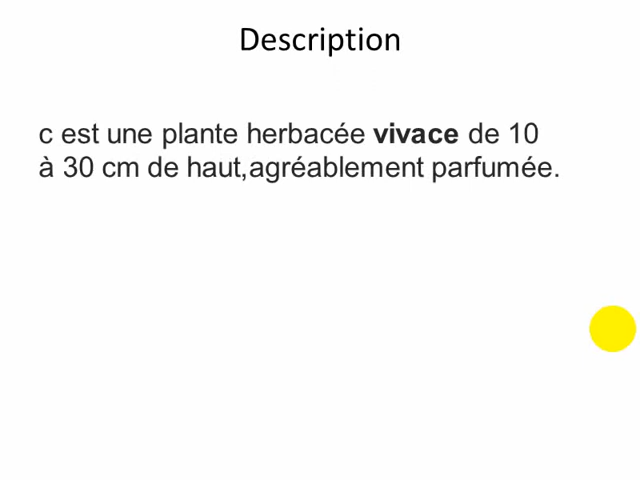 Description
c est une plante herbacée vivace de 10
à 30 cm de haut,agréablement parfumée.